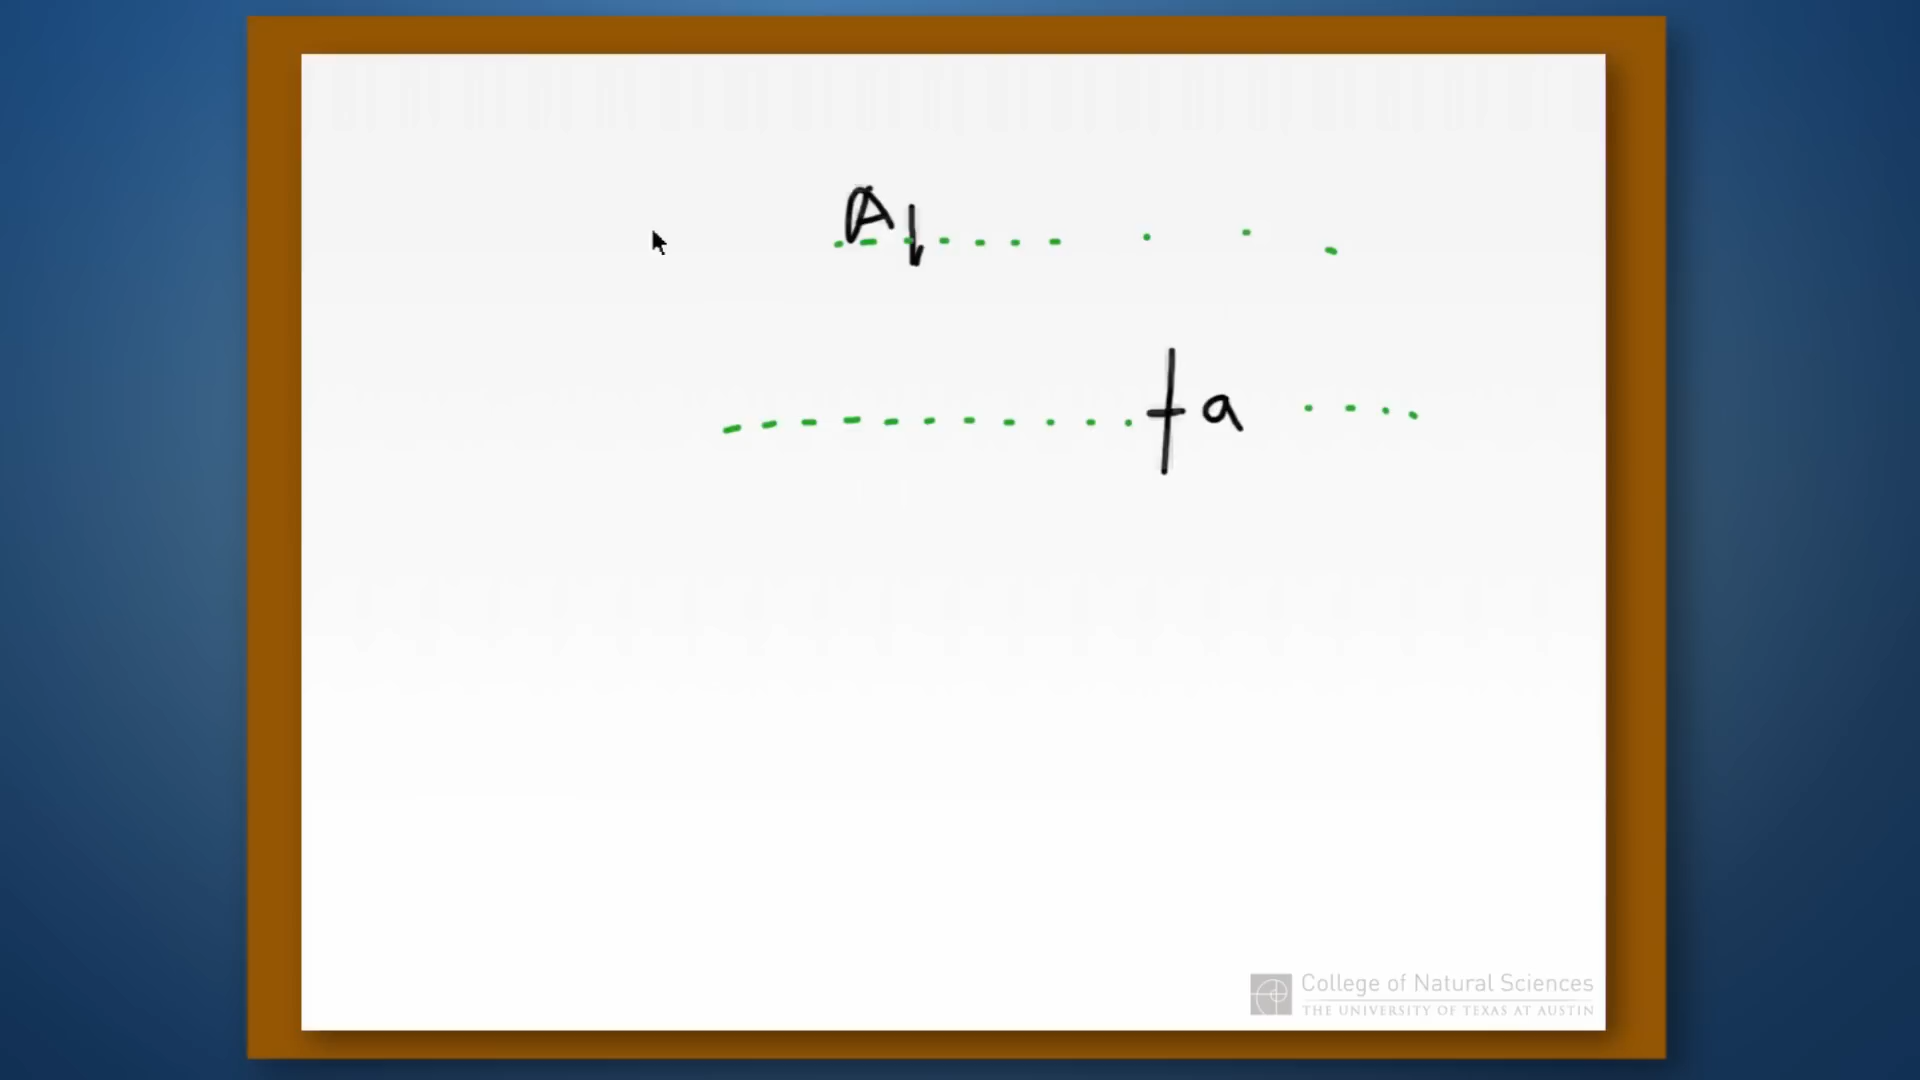 A
a
College of Natural Sciences
THE UNIVERSITY OF TEXAS AT AUSTIN